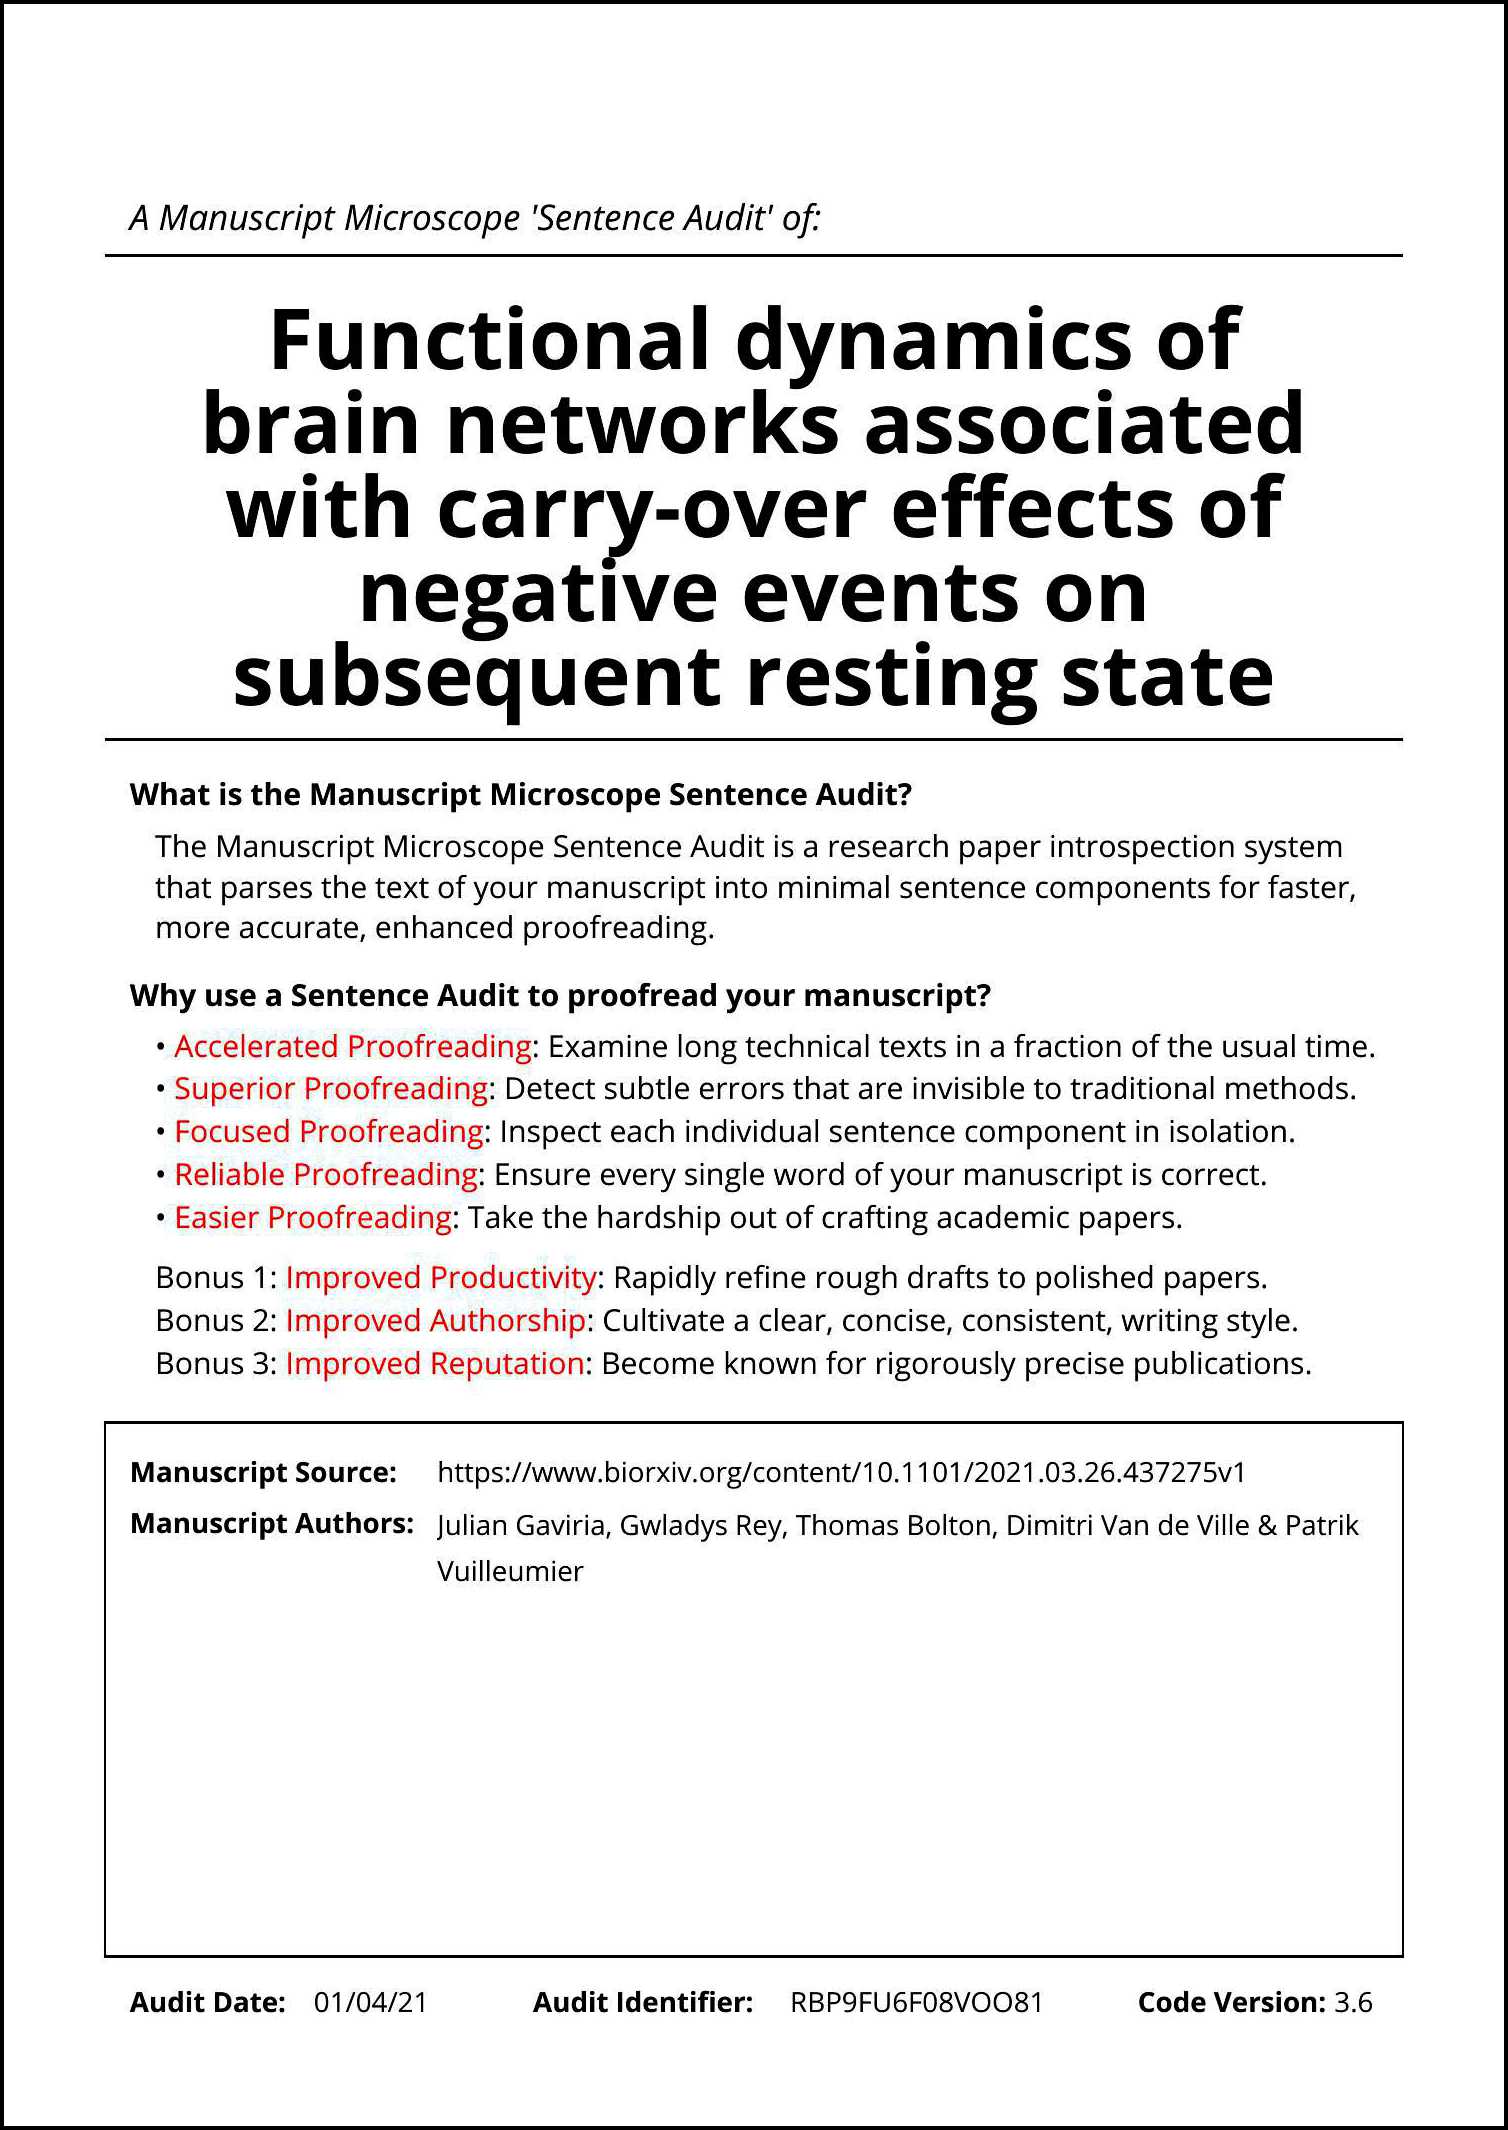 A Manuscript Microscope 'Sentence Audit' of:
Functional dynamics of
brain networks associated
with carry-over effects of
negative events on
subsequent resting state
What is the Manuscript Microscope Sentence Audit?
The Manuscript Microscope Sentence Audit is a research paper introspection system
that parses the text of your manuscript into minimal sentence components for faster,
more accurate, enhanced proofreading.
Why use a Sentence Audit to proofread your manuscript?
• Accelerated Proofreading: Examine long technical texts in a fraction of the usual time.
• Superior Proofreading: Detect subtle errors that are invisible to traditional methods.
• Focused Proofreading: Inspect each individual sentence component in isolation.
• Reliable Proofreading: Ensure every single word of your manuscript is correct.
• Easier Proofreading: Take the hardship out of crafting academic papers.
Bonus 1: Improved Productivity: Rapidly refine rough drafts to polished papers.
Bonus 2: Improved Authorship: Cultivate a clear, concise, consistent, writing style.
Bonus 3: Improved Reputation: Become known for rigorously precise publications.
Manuscript Source: https://www.biorxiv.org/content/10.1101/2021.03.26.437275v1
Manuscript Authors: Julian Gaviria, Gwladys Rey, Thomas Bolton, Dimitri Van de Ville & Patrik
Vuilleumier
Audit Date: 01/04/21 Audit Identifier: RBP9FU6F08VOO81 Code Version: 3.6